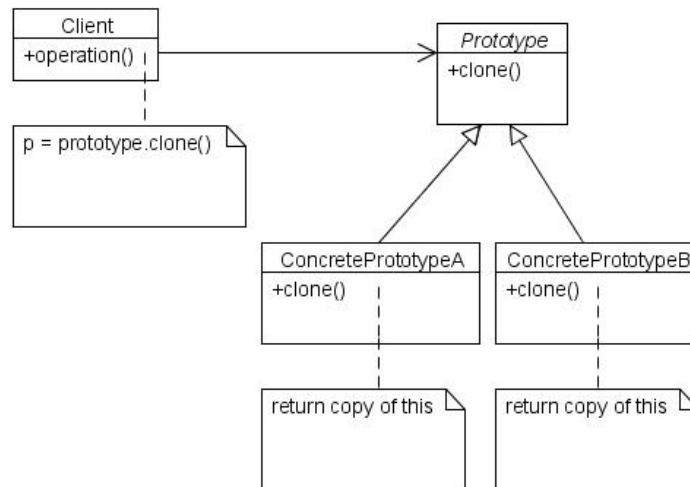 Client
+operation()
Prototype
+clone()
p = prototype.clone()
ConcretePrototypeA
+clone()
ConcretePrototypeB
+clone()
return copy of this
return copy of this